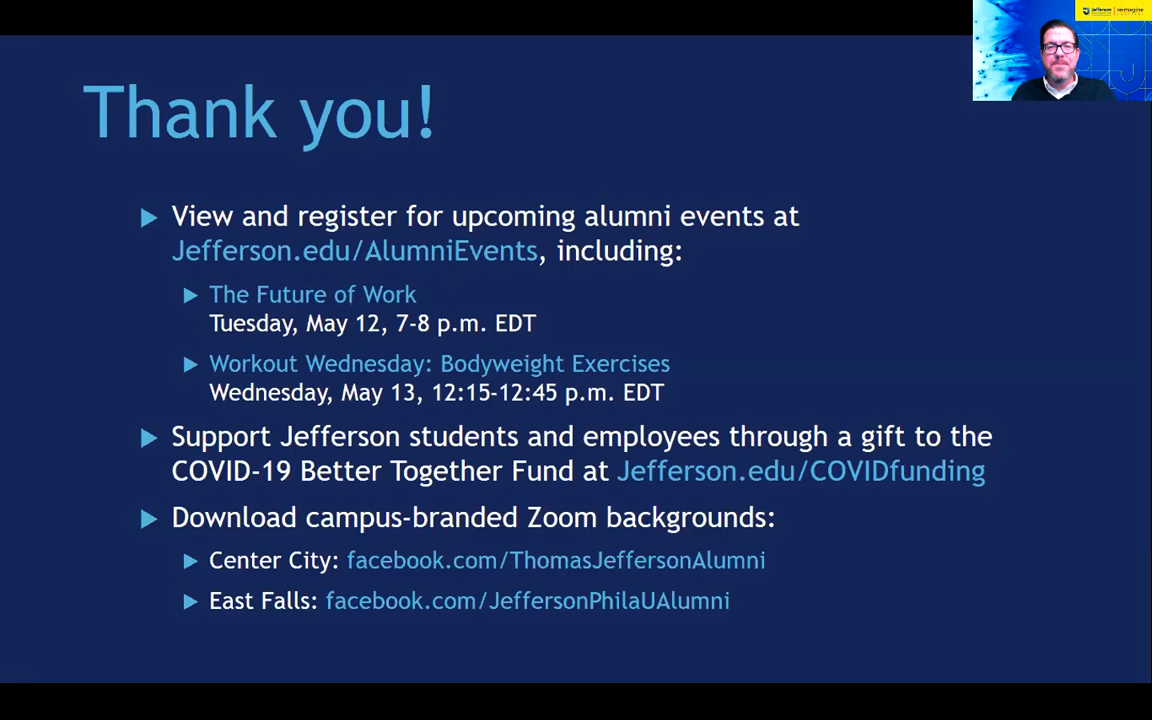 Jefferson | reimagine
Thank you!
View and register for upcoming alumni events at
Jefferson.edu/AlumniEvents, including:
The Future of Work
Tuesday, May 12, 7-8 p.m. EDT
Workout Wednesday: Bodyweight Exercises
Wednesday, May 13, 12:15-12:45 p.m. EDT
Support Jefferson students and employees through a gift to the
COVID-19 Better Together Fund at Jefferson.edu/COVIDfunding
Download campus-branded Zoom backgrounds:
Center City: facebook.com/ThomasJeffersonAlumni
East Falls: facebook.com/JeffersonPhilaUAlumni